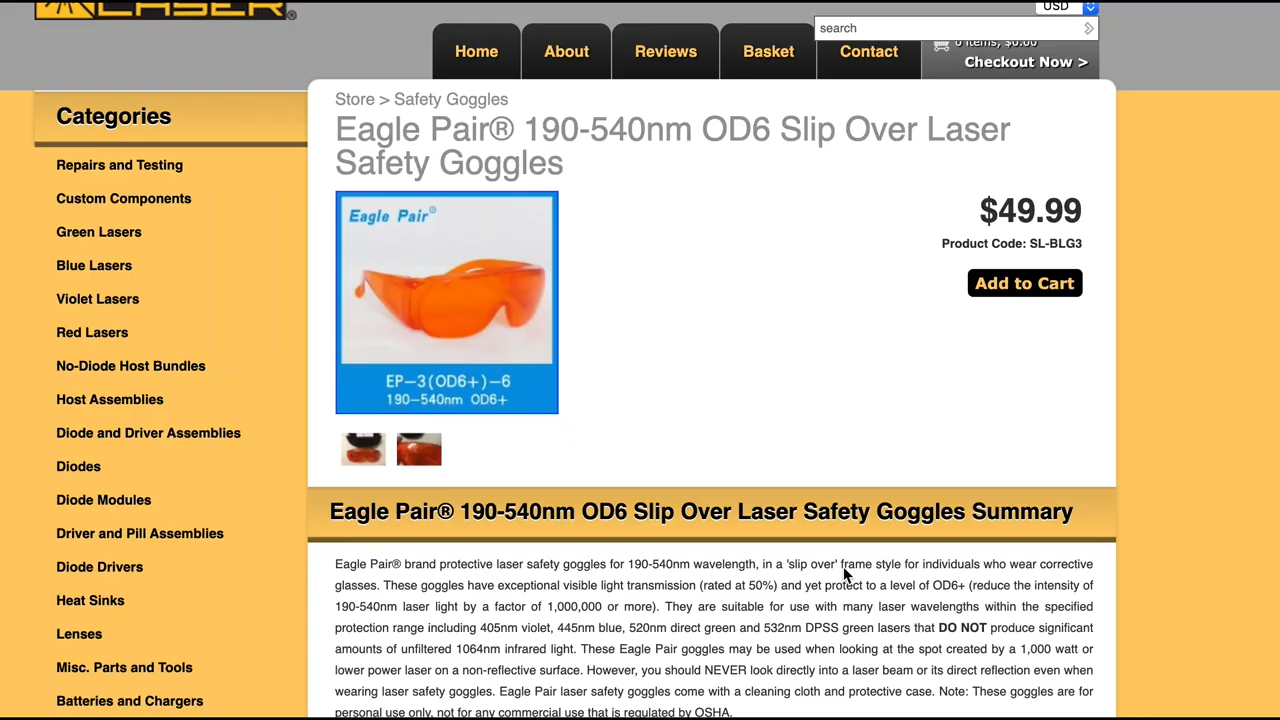 LASER®
USD
search
0 items, $0.00
Home
About
Reviews
Basket
Contact
Checkout Now >
Categories
Repairs and Testing
Custom Components
Green Lasers
Blue Lasers
Violet Lasers
Red Lasers
No-Diode Host Bundles
Host Assemblies
Diode and Driver Assemblies
Diodes
Diode Modules
Driver and Pill Assemblies
Diode Drivers
Heat Sinks
Lenses
Misc. Parts and Tools
Batteries and Chargers
Store > Safety Goggles
Eagle Pair® 190-540nm OD6 Slip Over Laser
Safety Goggles
Eagle Pair®
EP-3(OD6+)-6
190-540nm OD6+
$49.99
Product Code: SL-BLG3
Add to Cart
Eagle Pair® 190-540nm OD6 Slip Over Laser Safety Goggles Summary
Eagle Pair® brand protective laser safety goggles for 190-540nm wavelength, in a 'slip over' frame style for individuals who wear corrective
glasses. These goggles have exceptional visible light transmission (rated at 50%) and yet protect to a level of OD6+ (reduce the intensity of
190-540nm laser light by a factor of 1,000,000 or more). They are suitable for use with many laser wavelengths within the specified
protection range including 405nm violet, 445nm blue, 520nm direct green and 532nm DPSS green lasers that DO NOT produce significant
amounts of unfiltered 1064nm infrared light. These Eagle Pair goggles may be used when looking at the spot created by a 1,000 watt or
lower power laser on a non-reflective surface. However, you should NEVER look directly into a laser beam or its direct reflection even when
wearing laser safety goggles. Eagle Pair laser safety goggles come with a cleaning cloth and protective case. Note: These goggles are for
personal use only, not for any commercial use that is regulated by OSHA.